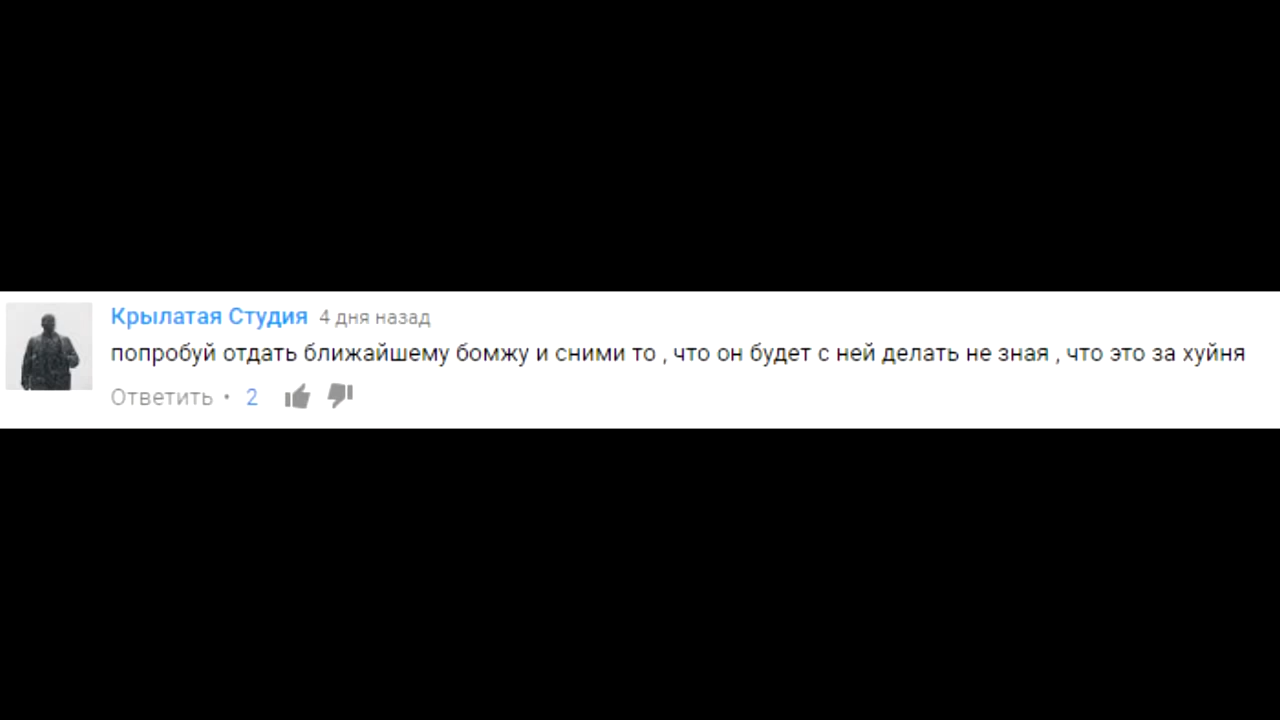 Крылатая Студия 4 дня назад
попробуй отдать ближайшему бомжу и сними то , что он будет с ней делать не зная , что это за хуйня
Ответить • 2